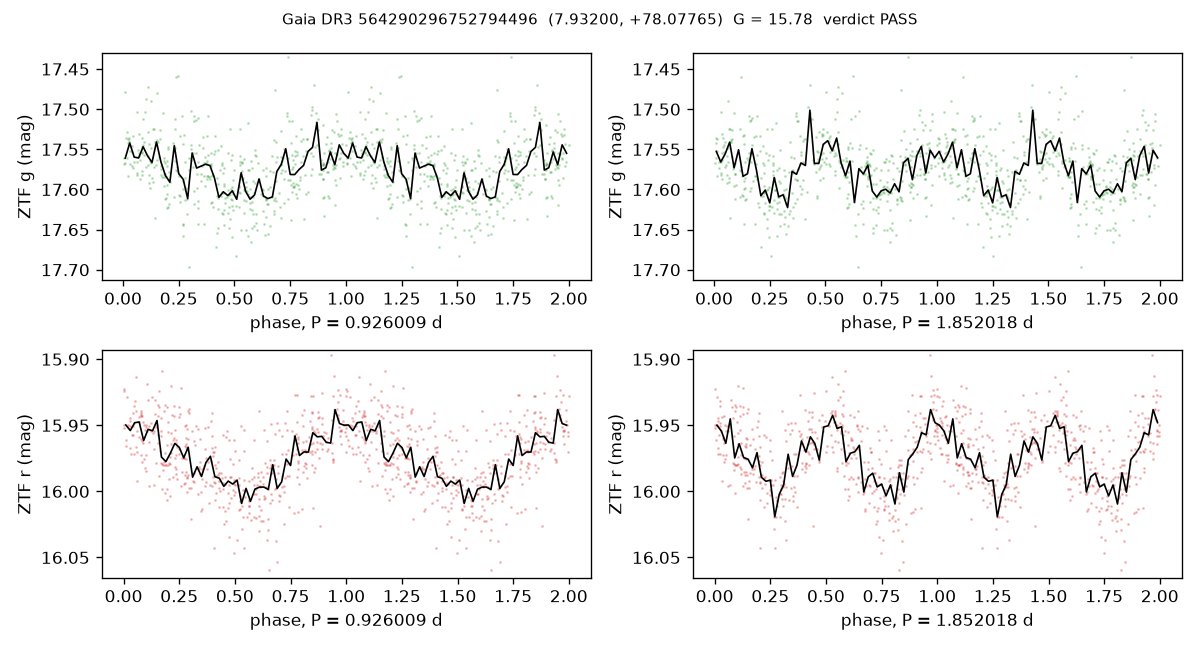 Gaia DR3 564290296752794496 (7.93200, +78.07765) G = 15.78 verdict PASS
ZTF g (mag)
17.45
17.50
17.55
17.60
17.65
17.70
0.00 0.25 0.50 0.75 1.00 1.25 1.50 1.75 2.00
phase, P = 0.926009 d
ZTF g (mag)
17.45
17.50
17.55
17.60
17.65
17.70
0.00 0.25 0.50 0.75 1.00 1.25 1.50 1.75 2.00
phase, P = 1.852018 d
ZTF r (mag)
15.90
15.95
16.00
16.05
0.00 0.25 0.50 0.75 1.00 1.25 1.50 1.75 2.00
phase, P = 0.926009 d
ZTF r (mag)
15.90
15.95
16.00
16.05
0.00 0.25 0.50 0.75 1.00 1.25 1.50 1.75 2.00
phase, P = 1.852018 d